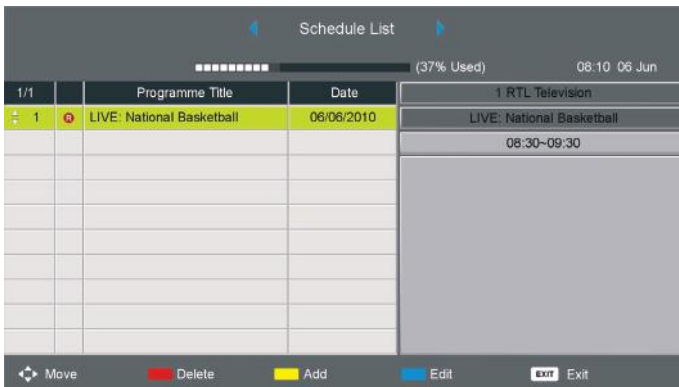 Schedule List
(37% Used) 08:10 06 Jun
1/1 Programme Title Date 1 RTL Television
1 R LIVE: National Basketball 06/06/2010 LIVE: National Basketball
08:30~09:30
Move Delete Add Edit EXIT Exit